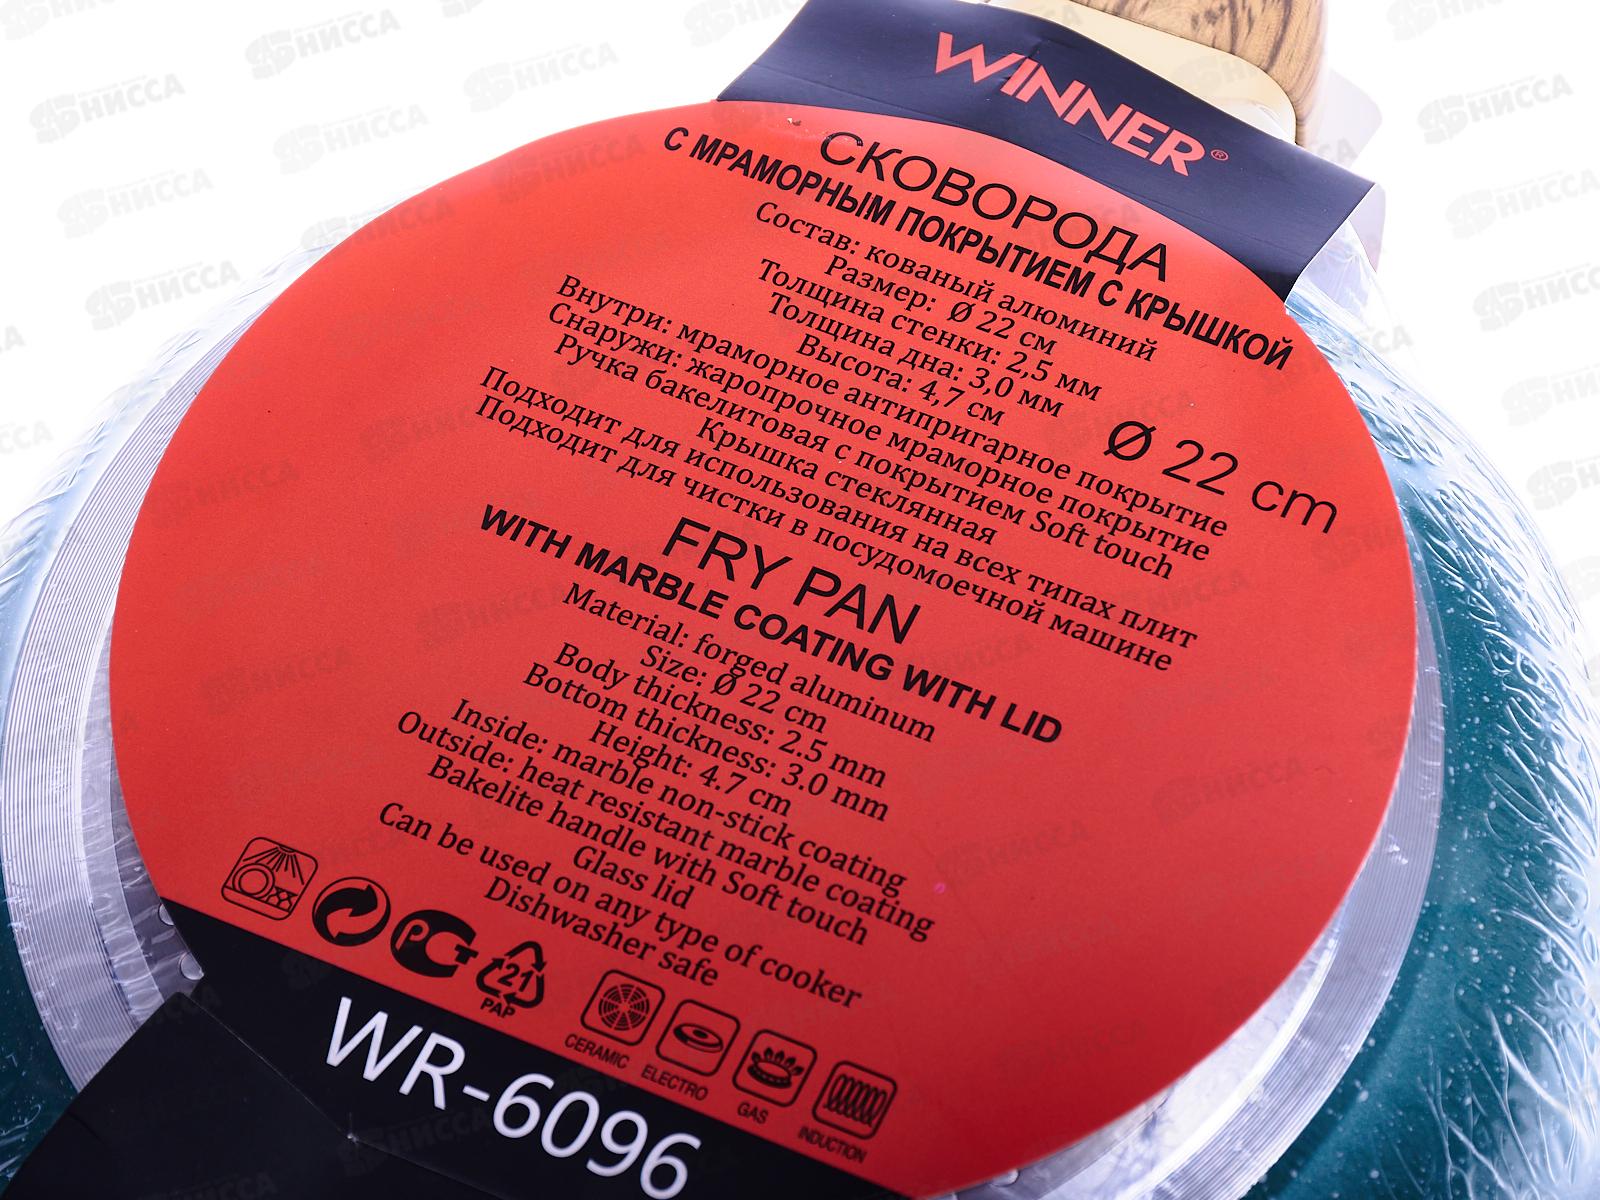 WINNER®
СКОВОРОДА
С МРАМОРНЫМ ПОКРЫТИЕМ С КРЫШКОЙ
Состав: кованый алюминий
Размер: Ø 22 см
Толщина стенки: 2,5 мм
Толщина дна: 3,0 мм
Высота: 4,7 см
Внутри: мраморное антипригарное покрытие
Снаружи: жаропрочное мраморное покрытие
Ручка бакелитовая с покрытием Soft touch
Крышка стеклянная
Подходит для использования на всех типах плит
Подходит для чистки в посудомоечной машине
Ø 22 cm
FRY PAN
WITH MARBLE COATING WITH LID
Material: forged aluminum
Size: Ø 22 cm
Body thickness: 2.5 mm
Bottom thickness: 3.0 mm
Height: 4.7 cm
Inside: marble non-stick coating
Outside: heat resistant marble coating
Bakelite handle with Soft touch
Glass lid
Can be used on any type of cooker
Dishwasher safe
РСТ
21
PAP
CERAMIC
ELECTRO
GAS
INDUCTION
WR-6096
НИССА